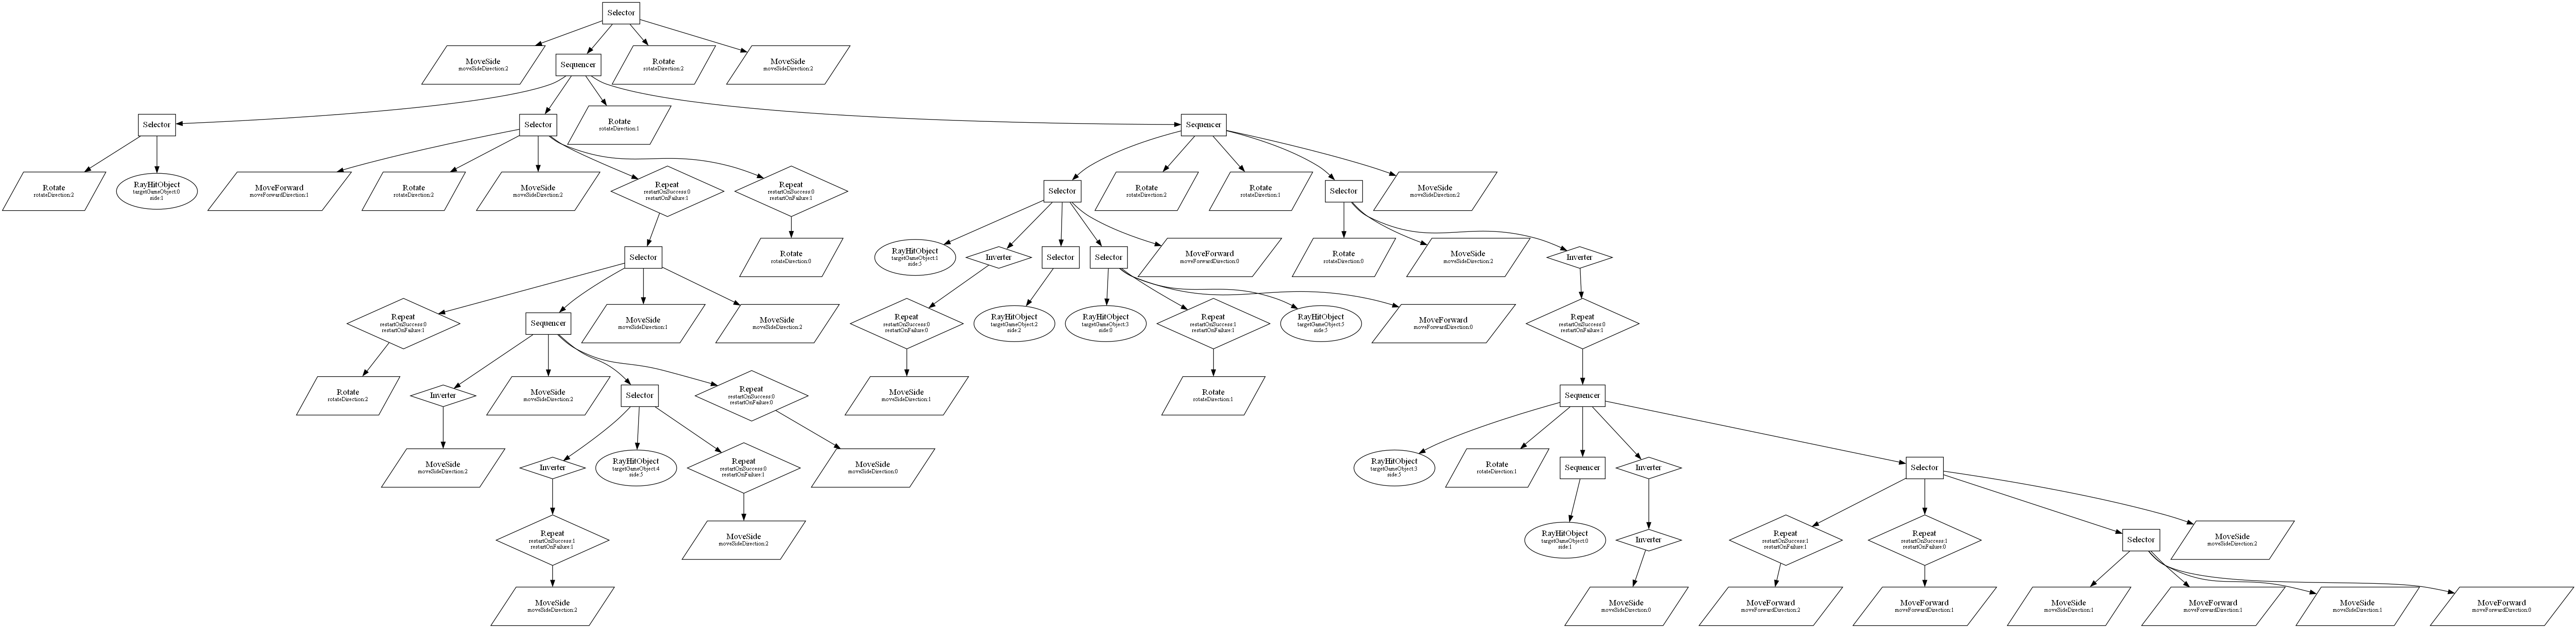 Selector
MoveSide
moveSideDirection:2
Sequencer
Rotate
rotateDirection:2
MoveSide
moveSideDirection:2
Selector
Selector
Rotate
rotateDirection:1
Sequencer
Rotate
rotateDirection:2
RayHitObject
targetGameObject:0
side:1
MoveForward
moveForwardDirection:1
Rotate
rotateDirection:2
MoveSide
moveSideDirection:2
Repeat
restartOnSuccess:0
restartOnFailure:1
Repeat
restartOnSuccess:0
restartOnFailure:1
Selector
Rotate
rotateDirection:2
Rotate
rotateDirection:1
Selector
MoveSide
moveSideDirection:2
Selector
Rotate
rotateDirection:0
RayHitObject
targetGameObject:1
side:5
Inverter
Selector
Selector
MoveForward
moveForwardDirection:0
Rotate
rotateDirection:0
MoveSide
moveSideDirection:2
Inverter
Repeat
restartOnSuccess:0
restartOnFailure:1
Sequencer
MoveSide
moveSideDirection:1
MoveSide
moveSideDirection:2
Repeat
restartOnSuccess:0
restartOnFailure:0
RayHitObject
targetGameObject:2
side:2
RayHitObject
targetGameObject:3
side:0
Repeat
restartOnSuccess:1
restartOnFailure:1
RayHitObject
targetGameObject:3
side:5
MoveForward
moveForwardDirection:0
Repeat
restartOnSuccess:0
restartOnFailure:1
Rotate
rotateDirection:2
Inverter
MoveSide
moveSideDirection:2
Selector
Repeat
restartOnSuccess:0
restartOnFailure:0
MoveSide
moveSideDirection:1
Rotate
rotateDirection:1
Sequencer
MoveSide
moveSideDirection:2
Inverter
RayHitObject
targetGameObject:4
side:5
Repeat
restartOnSuccess:0
restartOnFailure:1
MoveSide
moveSideDirection:0
RayHitObject
targetGameObject:3
side:5
Rotate
rotateDirection:1
Sequencer
Inverter
Selector
Repeat
restartOnSuccess:1
restartOnFailure:1
MoveSide
moveSideDirection:2
RayHitObject
targetGameObject:0
side:1
Inverter
Repeat
restartOnSuccess:1
restartOnFailure:1
Repeat
restartOnSuccess:1
restartOnFailure:0
Selector
MoveSide
moveSideDirection:2
MoveSide
moveSideDirection:2
MoveSide
moveSideDirection:0
MoveForward
moveForwardDirection:2
MoveForward
moveForwardDirection:1
MoveSide
moveSideDirection:1
MoveForward
moveForwardDirection:1
MoveSide
moveSideDirection:1
MoveForward
moveForwardDirection:0